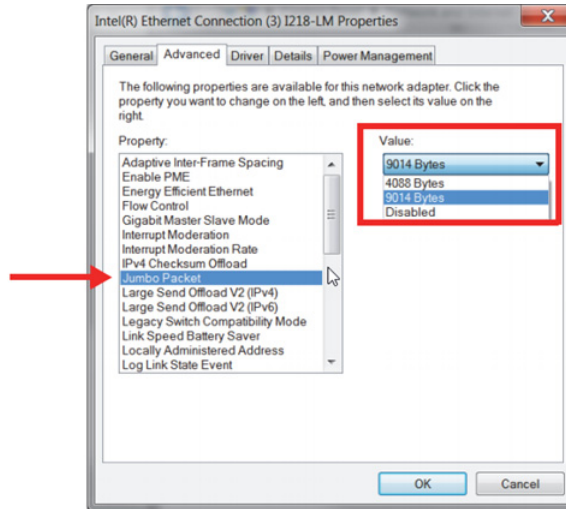 Intel(R) Ethernet Connection (3) I218-LM Properties
General Advanced Driver Details Power Management
The following properties are available for this network adapter. Click the
property you want to change on the left, and then select its value on the
right.
Property:
Value:
Adaptive Inter-Frame Spacing
Enable PME
Energy Efficient Ethernet
Flow Control
Gigabit Master Slave Mode
Interrupt Moderation
Interrupt Moderation Rate
IPv4 Checksum Offload
Jumbo Packet
Large Send Offload V2 (IPv4)
Large Send Offload V2 (IPv6)
Legacy Switch Compatibility Mode
Link Speed Battery Saver
Locally Administered Address
Log Link State Event
9014 Bytes
4088 Bytes
9014 Bytes
Disabled
OK Cancel